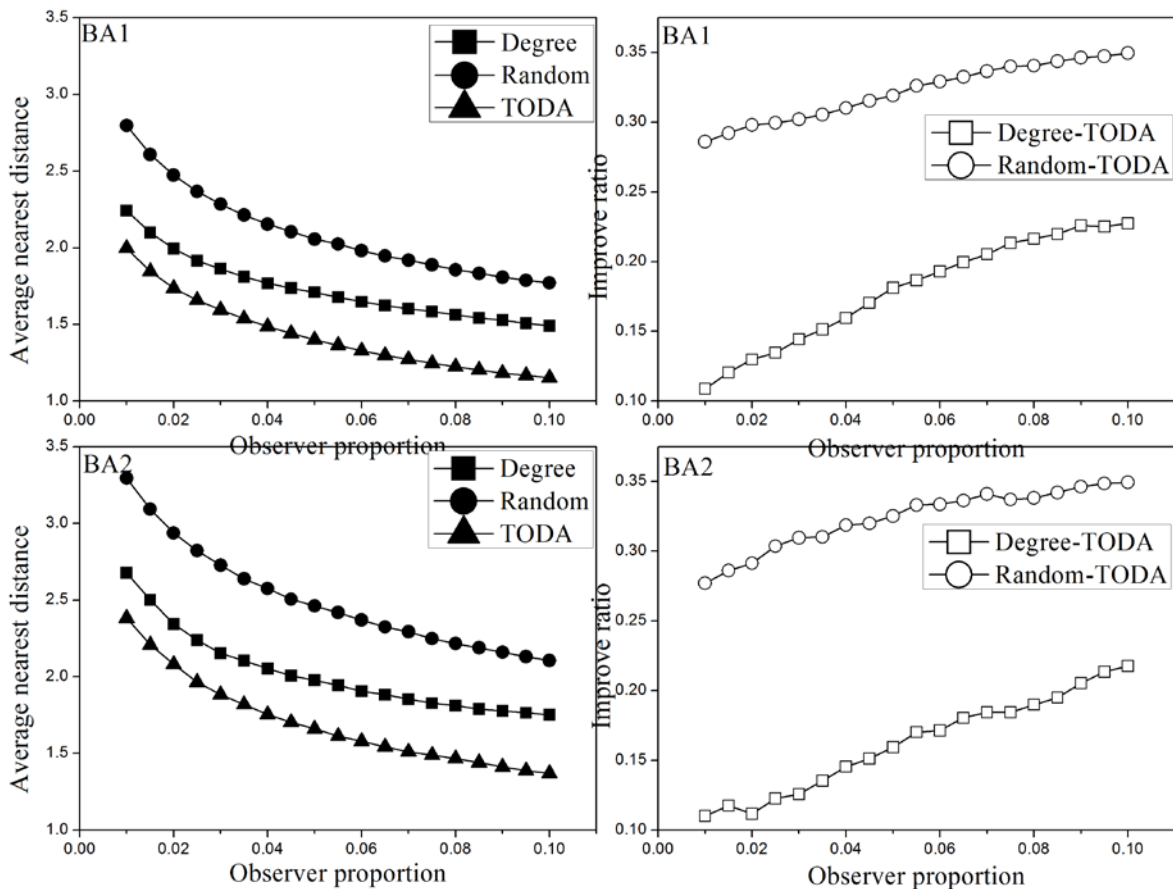 3.5
3.0
2.5
2.0
1.5
1.0
Average nearest distance
BA1
Degree
Random
TODA
0.00
0.02
0.04
0.06
0.08
0.10
Observer proportion
0.35
0.30
0.25
0.20
0.15
0.10
Improve ratio
BA1
Degree-TODA
Random-TODA
0.00
0.02
0.04
0.06
0.08
0.10
Observer proportion
3.5
3.0
2.5
2.0
1.5
1.0
Average nearest distance
BA2
Degree
Random
TODA
0.00
0.02
0.04
0.06
0.08
0.10
Observer proportion
0.35
0.30
0.25
0.20
0.15
0.10
Improve ratio
BA2
Degree-TODA
Random-TODA
0.00
0.02
0.04
0.06
0.08
0.10
Observer proportion